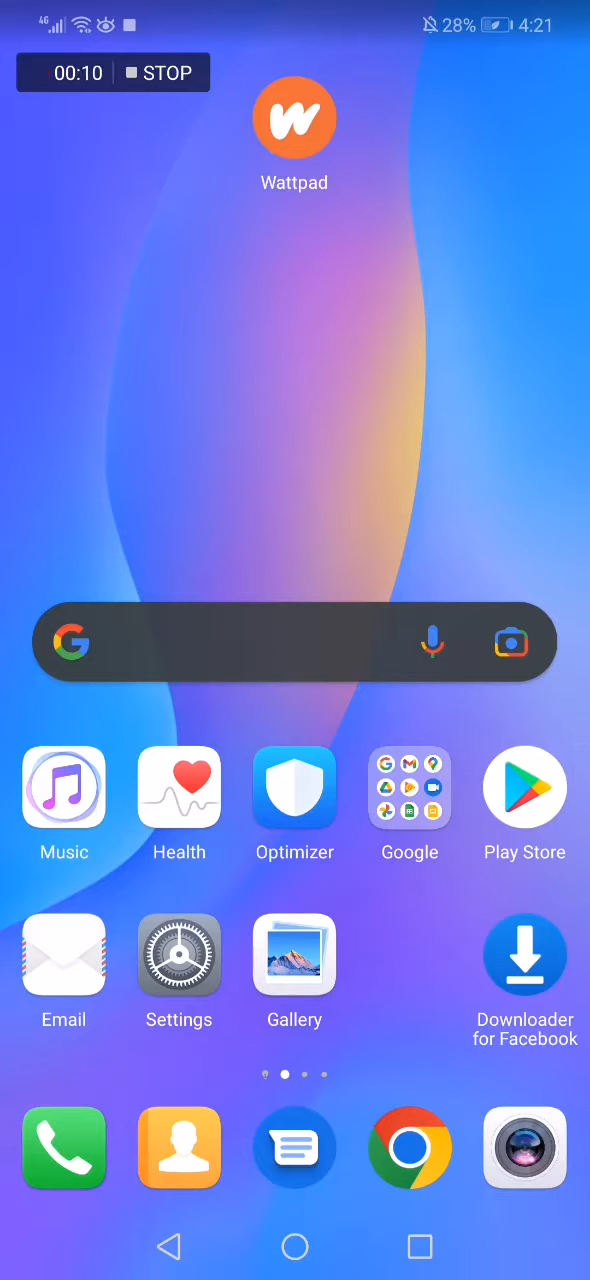 4G
28%
4:21
00:10
STOP
Wattpad
Music
Health
Optimizer
Google
Play Store
Email
Settings
Gallery
Downloader
for Facebook